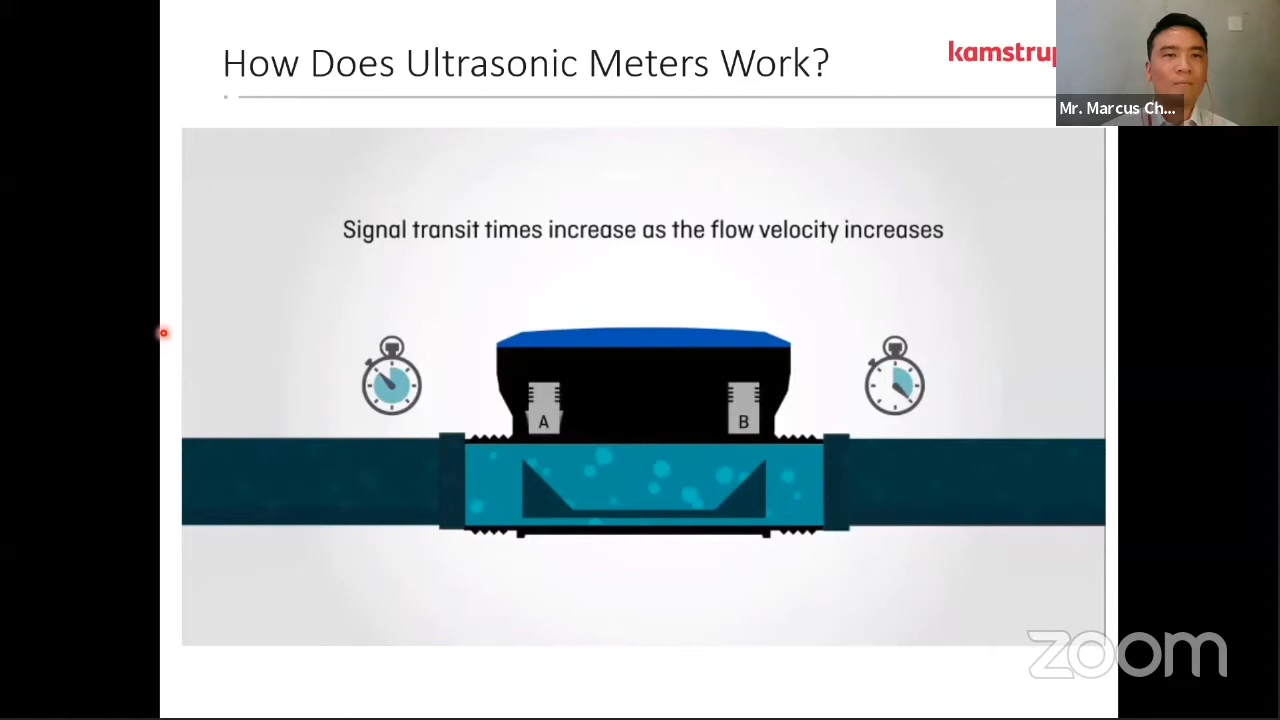 How Does Ultrasonic Meters Work?
kamstrup
Mr. Marcus Ch...
Signal transit times increase as the flow velocity increases
A
B
zoom